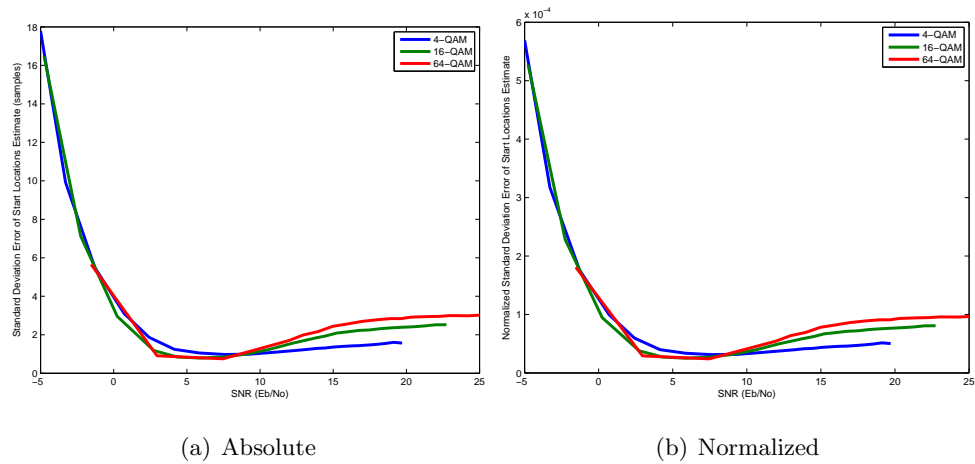 18
16
14
12
10
8
6
4
2
0
Standard Deviation Error of Start Locations Estimate (samples)
−5 0 5 10 15 20 25
SNR (Eb/No)
4−QAM
16−QAM
64−QAM
(a) Absolute
x 10⁻⁴
6
5
4
3
2
1
0
Normalized Standard Deviation Error of Start Locations Estimate
−5 0 5 10 15 20 25
SNR (Eb/No)
4−QAM
16−QAM
64−QAM
(b) Normalized